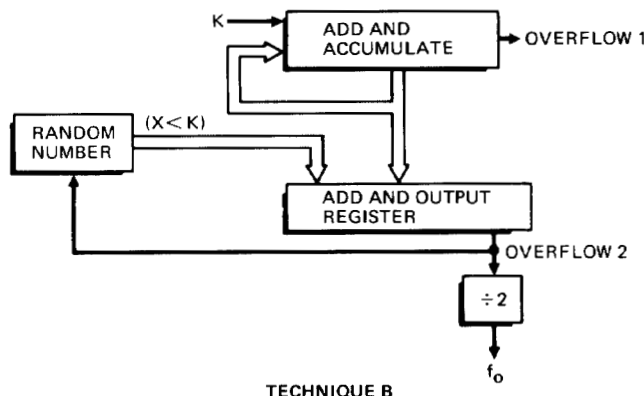 K
ADD AND
ACCUMULATE
OVERFLOW 1
RANDOM
NUMBER
(X < K)
ADD AND OUTPUT
REGISTER
OVERFLOW 2
÷2
fo
TECHNIQUE B